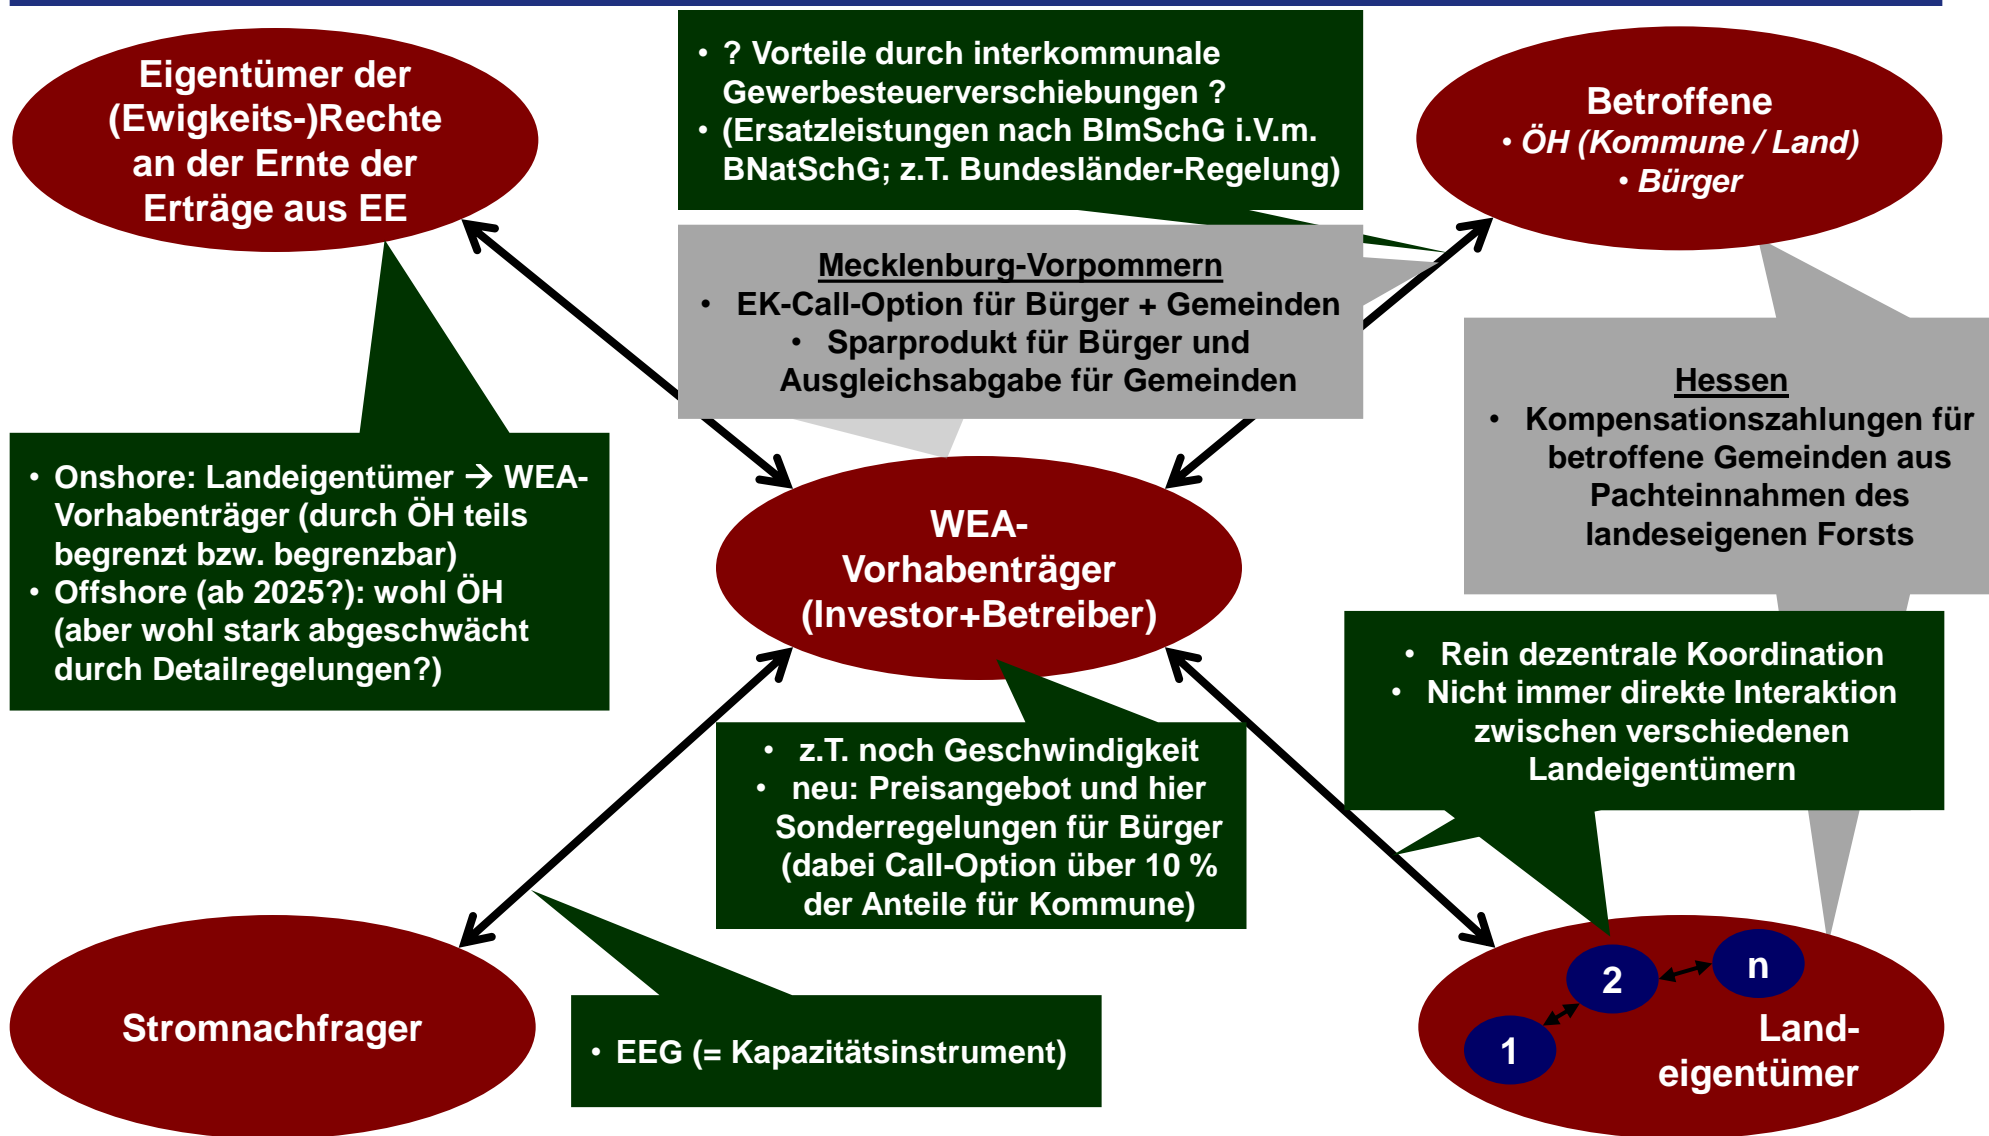 Eigentümer der
(Ewigkeits-)Rechte
an der Ernte der
Erträge aus EE
• ? Vorteile durch interkommunale
Gewerbesteuerverschiebungen ?
• (Ersatzleistungen nach BImSchG i.V.m.
BNatSchG; z.T. Bundesländer-Regelung)
Betroffene
• ÖH (Kommune / Land)
• Bürger
Mecklenburg-Vorpommern
• EK-Call-Option für Bürger + Gemeinden
• Sparprodukt für Bürger und
Ausgleichsabgabe für Gemeinden
Hessen
• Kompensationszahlungen für
betroffene Gemeinden aus
Pachteinnahmen des
landeseigenen Forsts
• Onshore: Landeigentümer → WEA-
Vorhabenträger (durch ÖH teils
begrenzt bzw. begrenzbar)
• Offshore (ab 2025?): wohl ÖH
(aber wohl stark abgeschwächt
durch Detailregelungen?)
WEA-
Vorhabenträger
(Investor+Betreiber)
• Rein dezentrale Koordination
• Nicht immer direkte Interaktion
zwischen verschiedenen
Landeigentümern
• z.T. noch Geschwindigkeit
• neu: Preisangebot und hier
Sonderregelungen für Bürger
(dabei Call-Option über 10 %
der Anteile für Kommune)
Stromnachfrager
• EEG (= Kapazitätsinstrument)
1
2
n
Land-
eigentümer